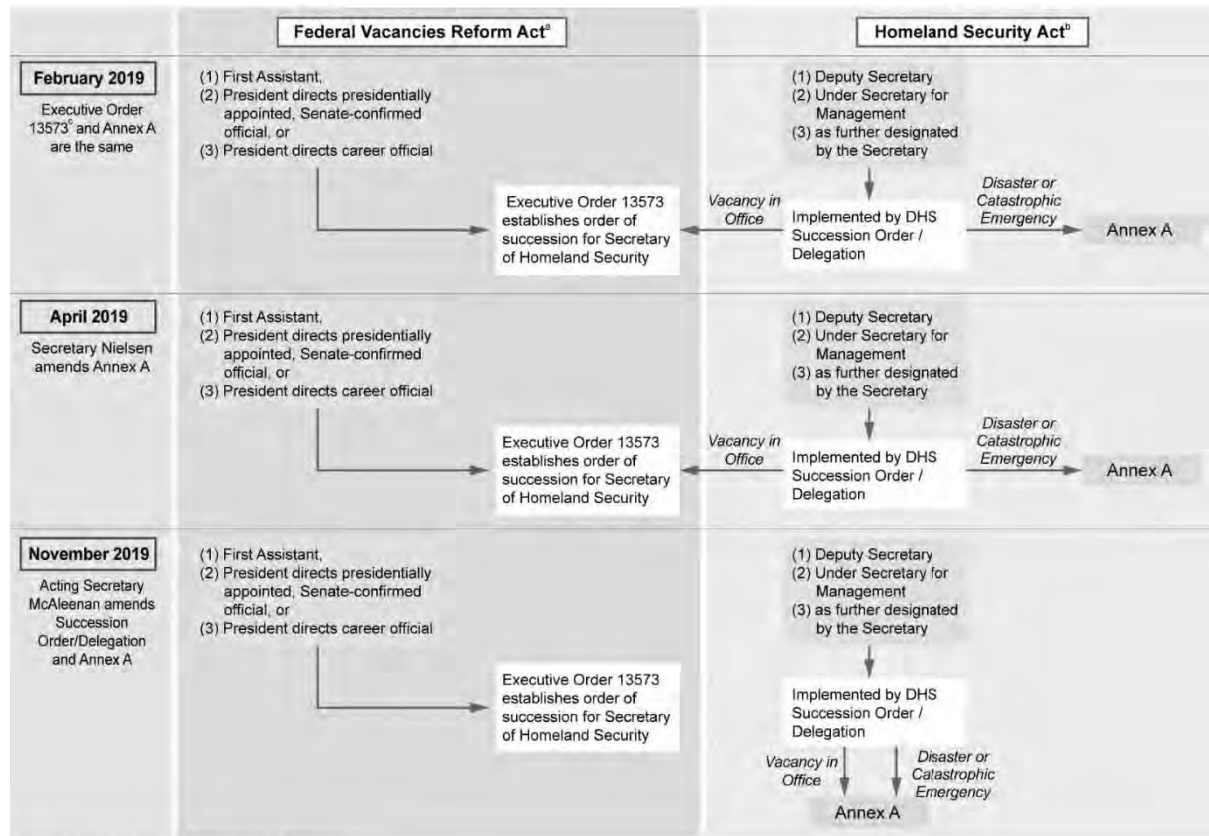 Federal Vacancies Reform Actᵃ
Homeland Security Actᵇ
February 2019
Executive Order
13573ᶜ and Annex A
are the same
(1) First Assistant,
(2) President directs presidentially
appointed, Senate-confirmed
official, or
(3) President directs career official
Executive Order 13573
establishes order of
succession for Secretary
of Homeland Security
(1) Deputy Secretary
(2) Under Secretary for
Management
(3) as further designated
by the Secretary
Vacancy in
Office
Implemented by DHS
Succession Order /
Delegation
Disaster or
Catastrophic
Emergency
Annex A
April 2019
Secretary Nielsen
amends Annex A
(1) First Assistant,
(2) President directs presidentially
appointed, Senate-confirmed
official, or
(3) President directs career official
Executive Order 13573
establishes order of
succession for Secretary
of Homeland Security
(1) Deputy Secretary
(2) Under Secretary for
Management
(3) as further designated
by the Secretary
Vacancy in
Office
Implemented by DHS
Succession Order /
Delegation
Disaster or
Catastrophic
Emergency
Annex A
November 2019
Acting Secretary
McAleenan amends
Succession
Order/Delegation
and Annex A
(1) First Assistant,
(2) President directs presidentially
appointed, Senate-confirmed
official, or
(3) President directs career official
Executive Order 13573
establishes order of
succession for Secretary
of Homeland Security
(1) Deputy Secretary
(2) Under Secretary for
Management
(3) as further designated
by the Secretary
Implemented by DHS
Succession Order /
Delegation
Vacancy in
Office
Disaster or
Catastrophic
Emergency
Annex A